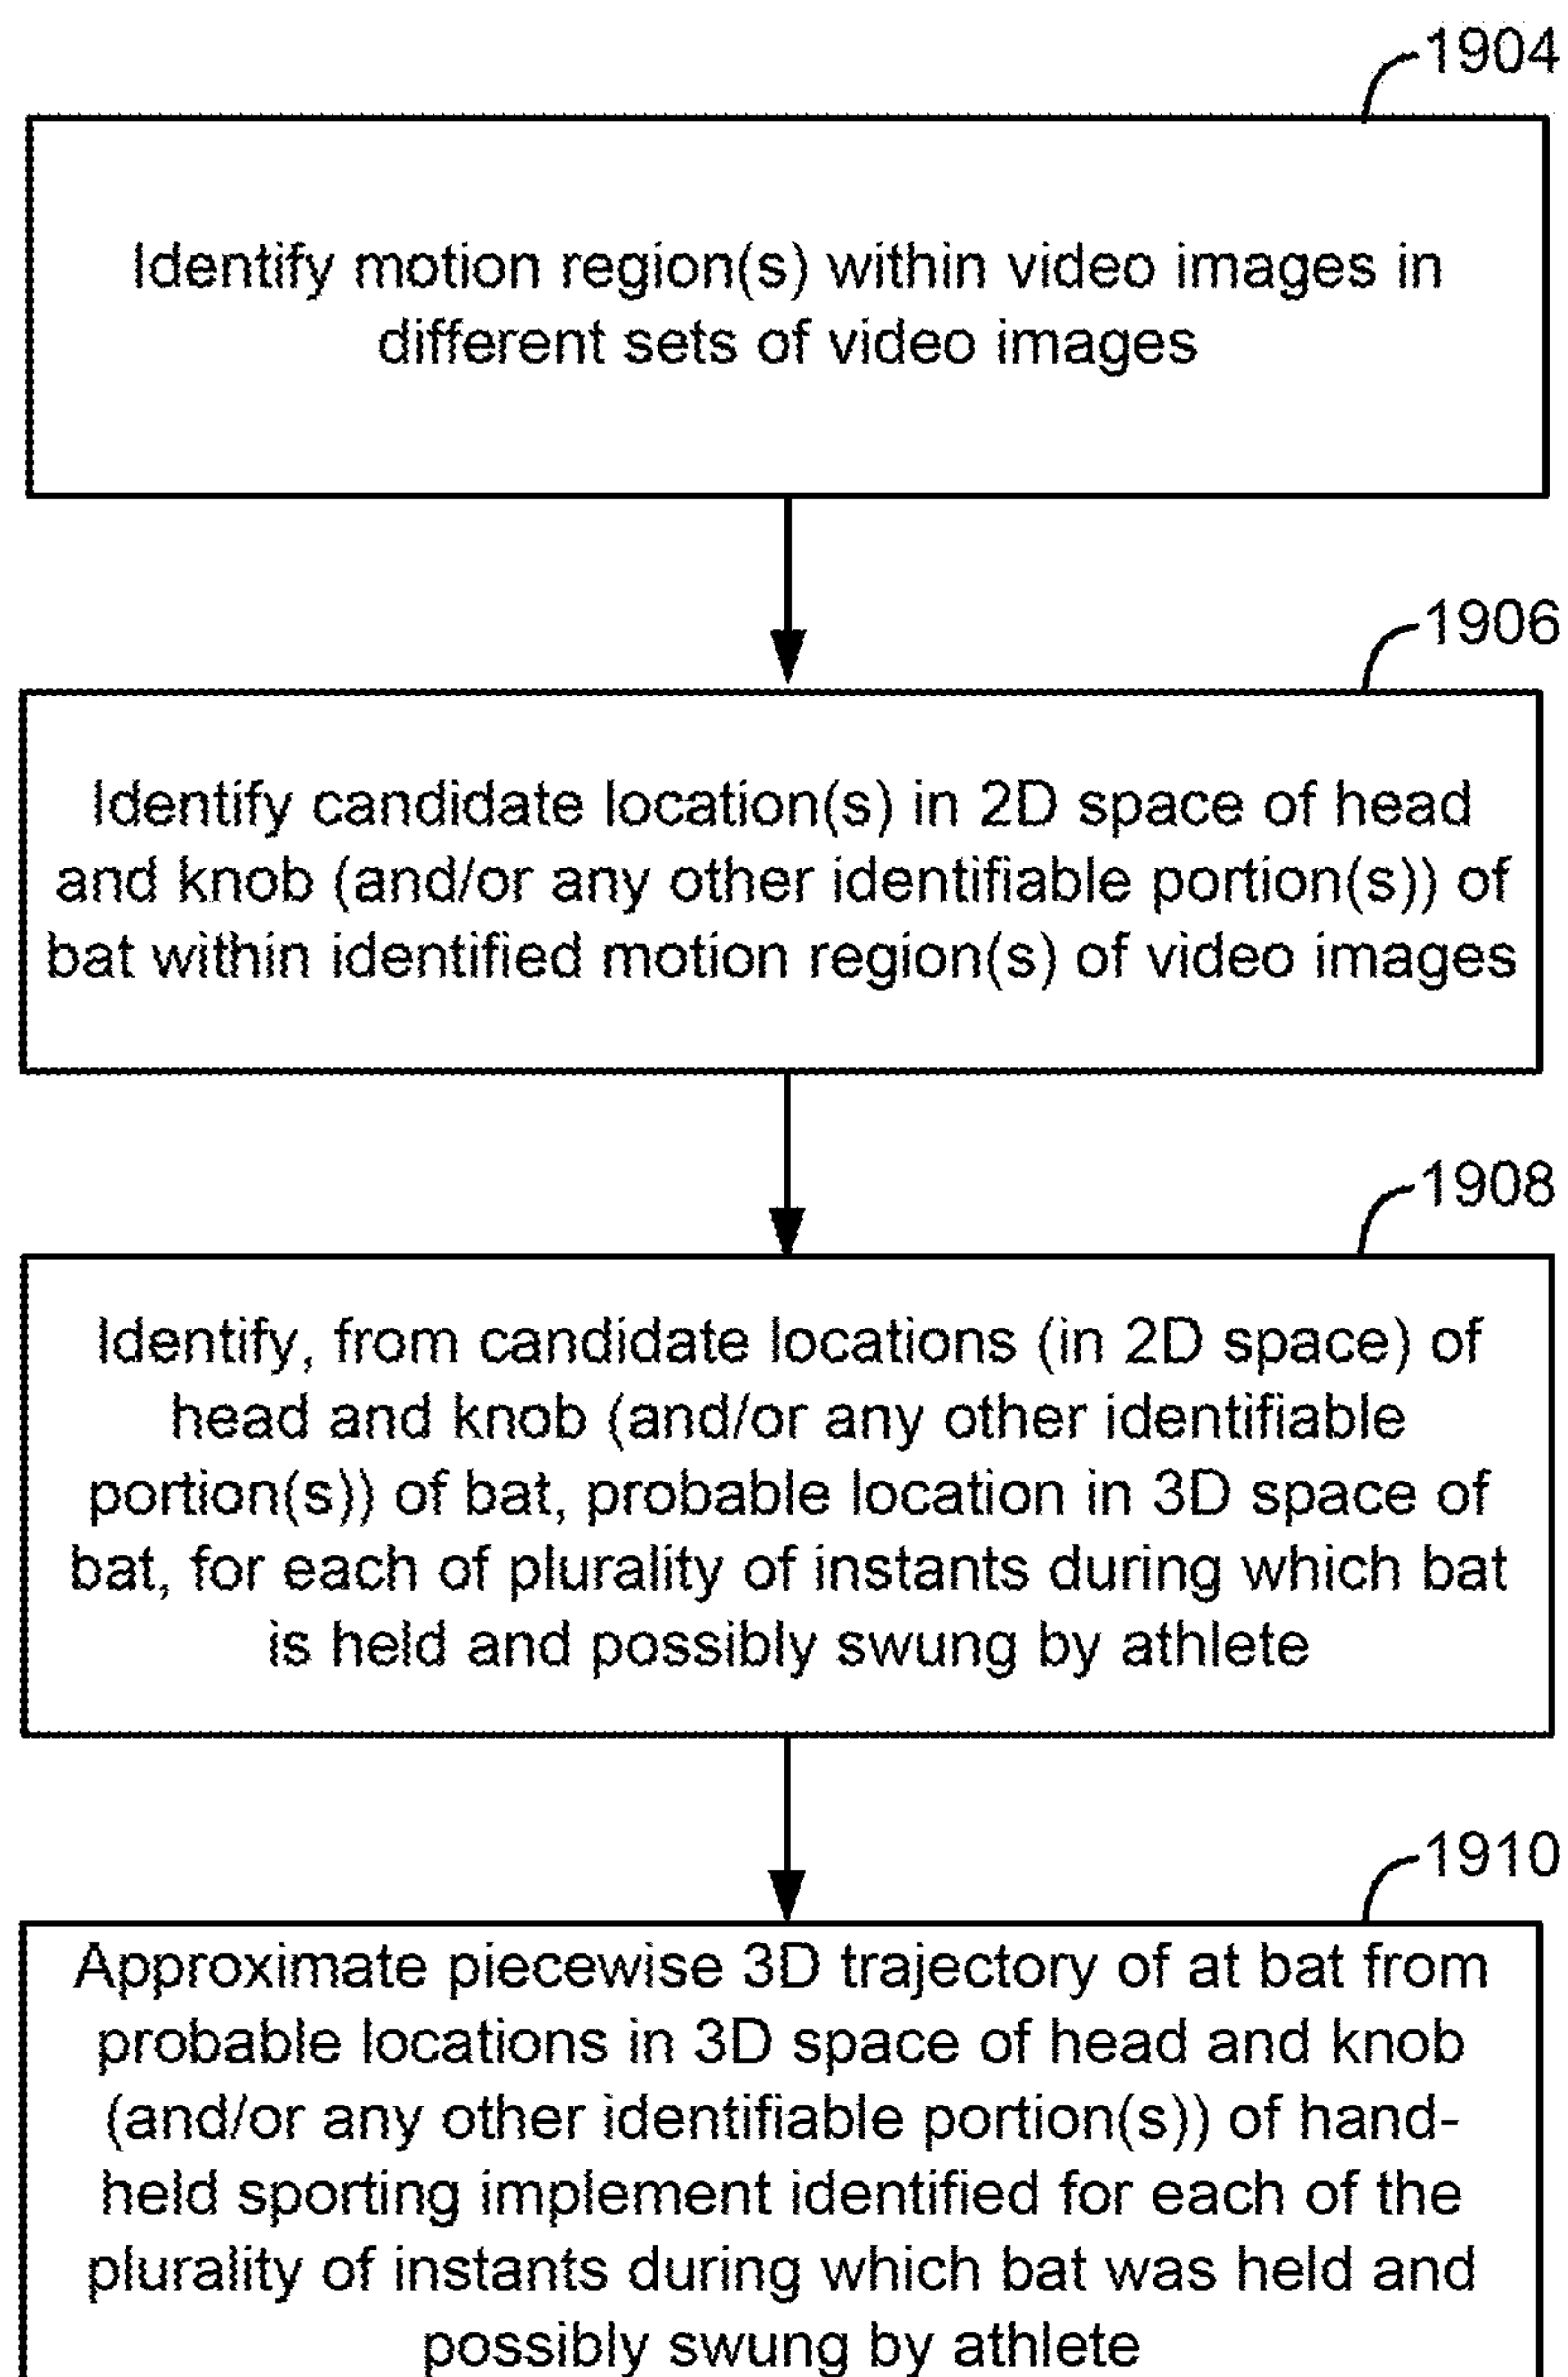 1904
Identify motion region(s) within video images in
different sets of video images
1906
Identify candidate location(s) in 2D space of head
and knob (and/or any other identifiable portion(s)) of
bat within identified motion region(s) of video images
1908
Identify, from candidate locations (in 2D space) of
head and knob (and/or any other identifiable
portion(s)) of bat, probable location in 3D space of
bat, for each of plurality of instants during which bat
is held and possibly swung by athlete
1910
Approximate piecewise 3D trajectory of at bat from
probable locations in 3D space of head and knob
(and/or any other identifiable portion(s)) of hand-
held sporting implement identified for each of the
plurality of instants during which bat was held and
possibly swung by athlete